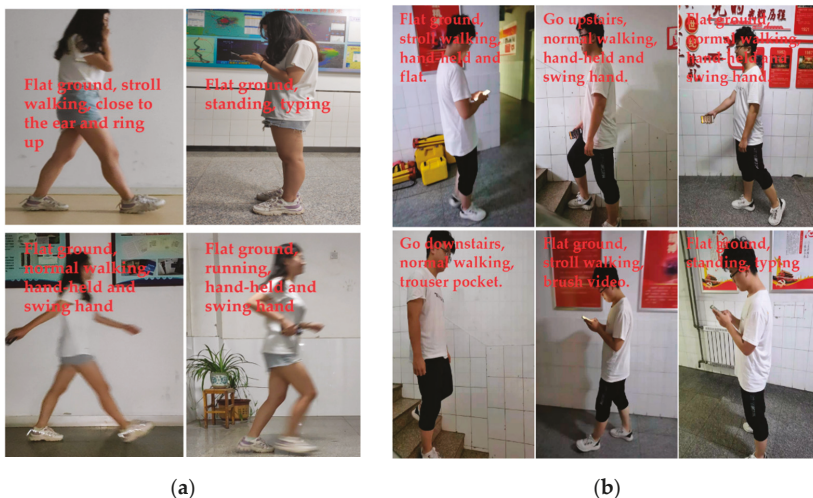 Flat ground, stroll
walking, close to
the ear and ring
up
Flat ground,
standing, typing
Flat ground,
normal walking,
hand-held and
swing hand
Flat ground,
running,
hand-held and
swing hand
(a)
Flat ground,
stroll walking,
hand-held and
flat.
Go upstairs,
normal walking,
hand-held and
swing hand.
Flat ground,
normal walking,
hand-held and
swing hand.
Go downstairs,
normal walking,
trouser pocket.
Flat ground,
stroll walking,
brush video.
Flat ground,
standing, typing
(b)